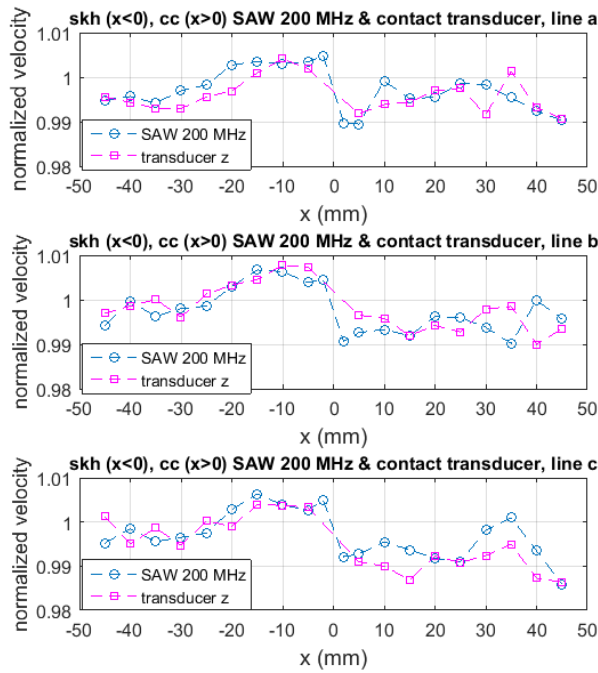 skh (x<0), cc (x>0) SAW 200 MHz & contact transducer, line a
normalized velocity
1.01
1
0.99
0.98
SAW 200 MHz
transducer z
-50 -40 -30 -20 -10 0 10 20 30 40 50
x (mm)
skh (x<0), cc (x>0) SAW 200 MHz & contact transducer, line b
normalized velocity
1.01
1
0.99
0.98
SAW 200 MHz
transducer z
-50 -40 -30 -20 -10 0 10 20 30 40 50
x (mm)
skh (x<0), cc (x>0) SAW 200 MHz & contact transducer, line c
normalized velocity
1.01
1
0.99
0.98
SAW 200 MHz
transducer z
-50 -40 -30 -20 -10 0 10 20 30 40 50
x (mm)